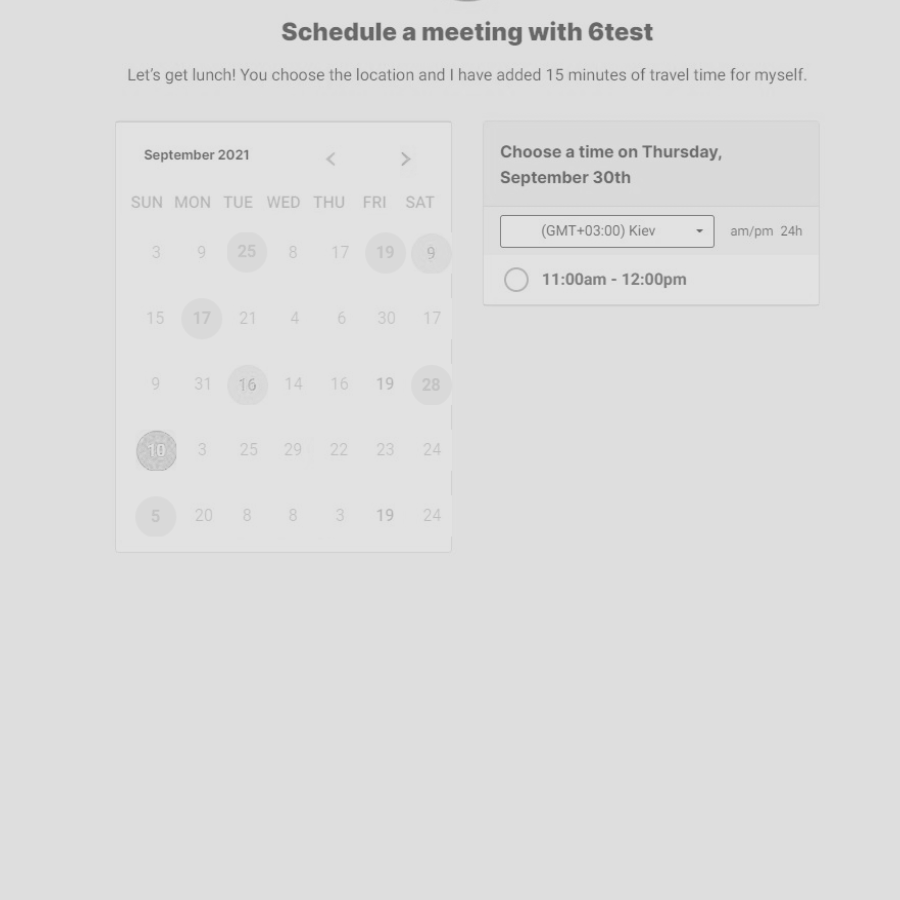 Schedule a meeting with 6test
Let's get lunch! You choose the location and I have added 15 minutes of travel time for myself.
September 2021
SUN MON TUE WED THU FRI SAT
3 9 25 8 17 19 9
15 17 21 4 6 30 17
9 31 16 14 16 19 28
10 3 25 29 22 23 24
5 20 8 8 3 19 24
Choose a time on Thursday,
September 30th
(GMT+03:00) Kiev am/pm 24h
11:00am - 12:00pm